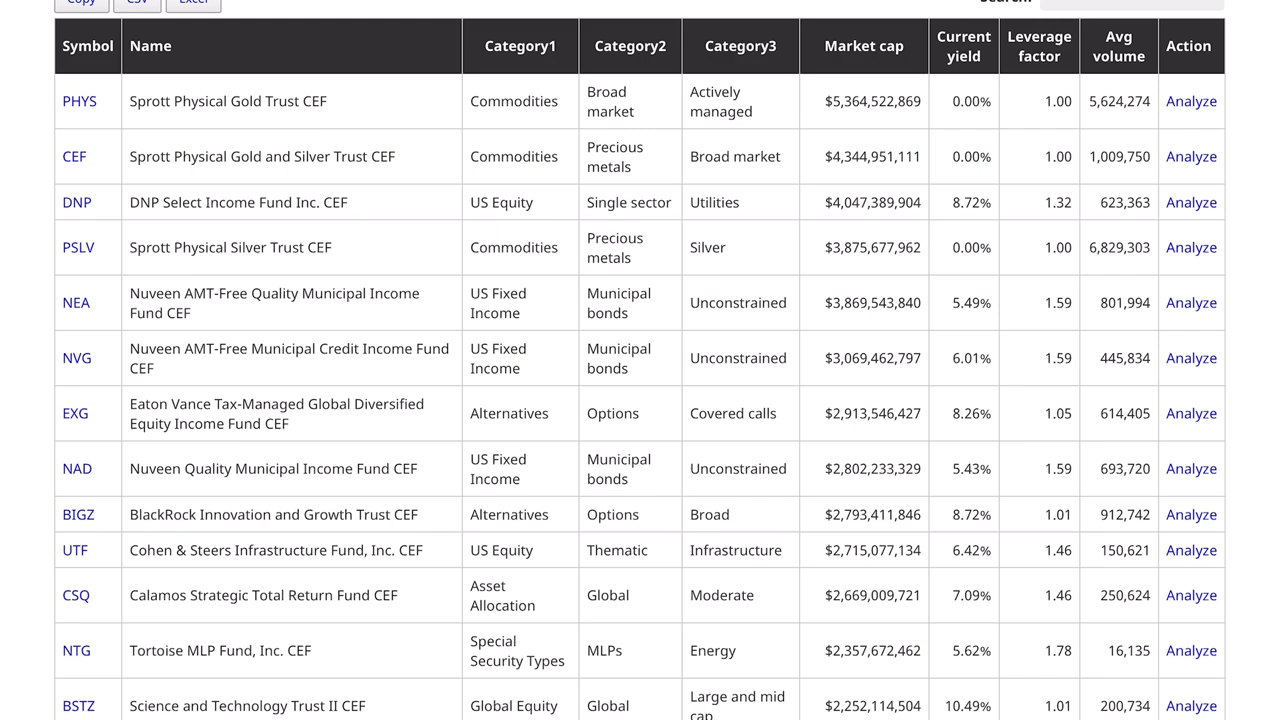 Copy CSV Excel Search:
Symbol Name Category1 Category2 Category3 Market cap Current yield Leverage factor Avg volume Action
PHYS Sprott Physical Gold Trust CEF Commodities Broad market Actively managed $5,364,522,869 0.00% 1.00 5,624,274 Analyze
CEF Sprott Physical Gold and Silver Trust CEF Commodities Precious metals Broad market $4,344,951,111 0.00% 1.00 1,009,750 Analyze
DNP DNP Select Income Fund Inc. CEF US Equity Single sector Utilities $4,047,389,904 8.72% 1.32 623,363 Analyze
PSLV Sprott Physical Silver Trust CEF Commodities Precious metals Silver $3,875,677,962 0.00% 1.00 6,829,303 Analyze
NEA Nuveen AMT-Free Quality Municipal Income Fund CEF US Fixed Income Municipal bonds Unconstrained $3,869,543,840 5.49% 1.59 801,994 Analyze
NVG Nuveen AMT-Free Municipal Credit Income Fund CEF US Fixed Income Municipal bonds Unconstrained $3,069,462,797 6.01% 1.59 445,834 Analyze
EXG Eaton Vance Tax-Managed Global Diversified Equity Income Fund CEF Alternatives Options Covered calls $2,913,546,427 8.26% 1.05 614,405 Analyze
NAD Nuveen Quality Municipal Income Fund CEF US Fixed Income Municipal bonds Unconstrained $2,802,233,329 5.43% 1.59 693,720 Analyze
BIGZ BlackRock Innovation and Growth Trust CEF Alternatives Options Broad $2,793,411,846 8.72% 1.01 912,742 Analyze
UTF Cohen & Steers Infrastructure Fund, Inc. CEF US Equity Thematic Infrastructure $2,715,077,134 6.42% 1.46 150,621 Analyze
CSQ Calamos Strategic Total Return Fund CEF Asset Allocation Global Moderate $2,669,009,721 7.09% 1.46 250,624 Analyze
NTG Tortoise MLP Fund, Inc. CEF Special Security Types MLPs Energy $2,357,672,462 5.62% 1.78 16,135 Analyze
BSTZ Science and Technology Trust II CEF Global Equity Global Large and mid cap $2,252,114,504 10.49% 1.01 200,734 Analyze